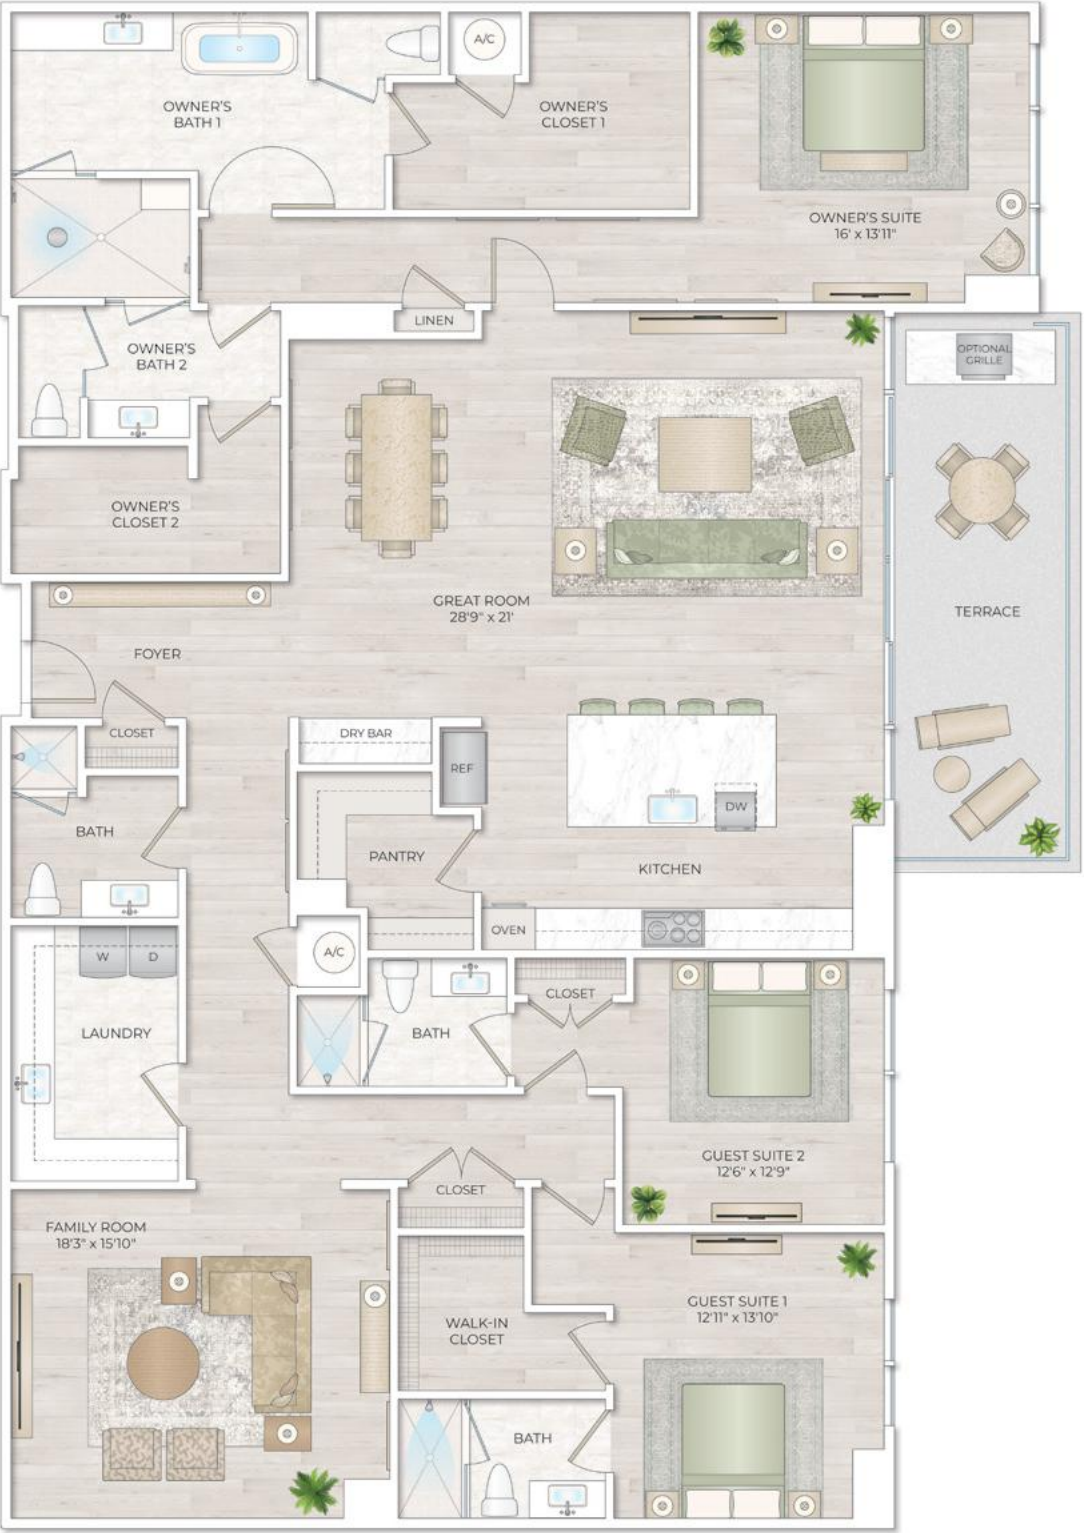 A/C
OWNER'S
BATH 1
OWNER'S
CLOSET 1
OWNER'S SUITE
16' x 13'11"
LINEN
OWNER'S
BATH 2
OPTIONAL
GRILLE
OWNER'S
CLOSET 2
GREAT ROOM
28'9" x 21'
TERRACE
FOYER
CLOSET
DRY BAR
REF
DW
BATH
PANTRY
KITCHEN
OVEN
W
D
A/C
CLOSET
LAUNDRY
BATH
GUEST SUITE 2
12'6" x 12'9"
CLOSET
FAMILY ROOM
18'3" x 15'10"
GUEST SUITE 1
12'11" x 13'10"
WALK-IN
CLOSET
BATH